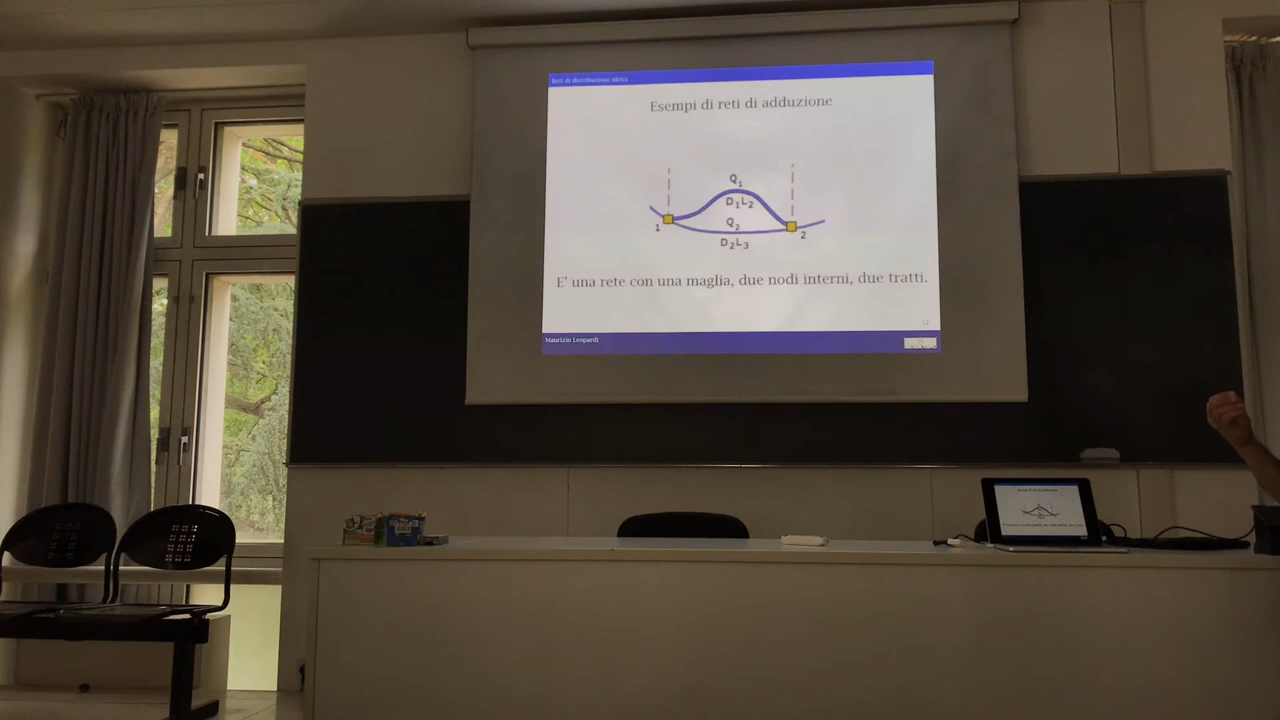 Reti di distribuzione idrica
Esempi di reti di adduzione
Q1
D1L2
1
Q2
2
D2L3
E' una rete con una maglia, due nodi interni, due tratti.
Maurizio Leopardi